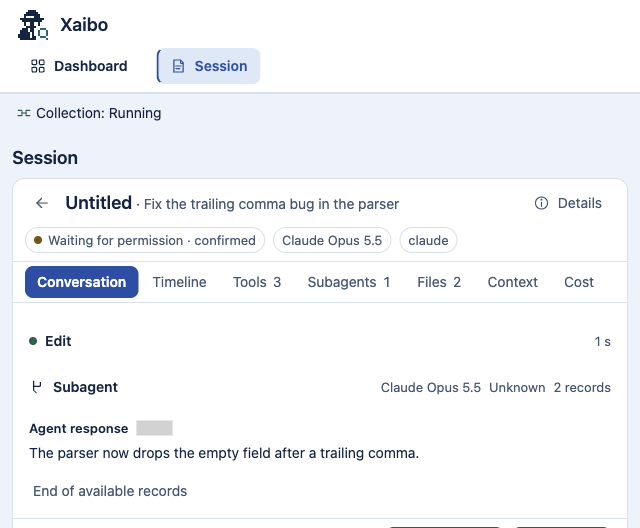 Xaibo
Dashboard
Session
Collection: Running
Session
Untitled · Fix the trailing comma bug in the parser
Details
Waiting for permission · confirmed
Claude Opus 5.5
claude
Conversation
Timeline
Tools 3
Subagents 1
Files 2
Context
Cost
Edit
1 s
Subagent
Claude Opus 5.5 Unknown 2 records
Agent response
The parser now drops the empty field after a trailing comma.
End of available records